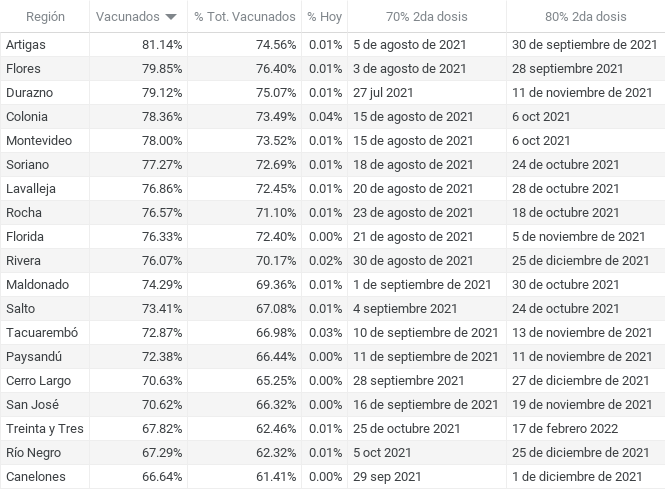 Región Vacunados % Tot. Vacunados % Hoy 70% 2da dosis 80% 2da dosis
Artigas 81.14% 74.56% 0.01% 5 de agosto de 2021 30 de septiembre de 2021
Flores 79.85% 76.40% 0.01% 3 de agosto de 2021 28 septiembre 2021
Durazno 79.12% 75.07% 0.01% 27 jul 2021 11 de noviembre de 2021
Colonia 78.36% 73.49% 0.04% 15 de agosto de 2021 6 oct 2021
Montevideo 78.00% 73.52% 0.01% 15 de agosto de 2021 6 oct 2021
Soriano 77.27% 72.69% 0.01% 18 de agosto de 2021 24 de octubre 2021
Lavalleja 76.86% 72.45% 0.01% 20 de agosto de 2021 28 de octubre 2021
Rocha 76.57% 71.10% 0.01% 23 de agosto de 2021 18 de octubre 2021
Florida 76.33% 72.40% 0.00% 21 de agosto de 2021 5 de noviembre de 2021
Rivera 76.07% 70.17% 0.02% 30 de agosto de 2021 25 de diciembre de 2021
Maldonado 74.29% 69.36% 0.01% 1 de septiembre de 2021 30 de octubre 2021
Salto 73.41% 67.08% 0.01% 4 septiembre 2021 24 de octubre 2021
Tacuarembó 72.87% 66.98% 0.03% 10 de septiembre de 2021 13 de noviembre de 2021
Paysandú 72.38% 66.44% 0.00% 11 de septiembre de 2021 11 de noviembre de 2021
Cerro Largo 70.63% 65.25% 0.00% 28 septiembre 2021 27 de diciembre de 2021
San José 70.62% 66.32% 0.00% 16 de septiembre de 2021 19 de noviembre de 2021
Treinta y Tres 67.82% 62.46% 0.01% 25 de octubre 2021 17 de febrero 2022
Río Negro 67.29% 62.32% 0.01% 5 oct 2021 25 de diciembre de 2021
Canelones 66.64% 61.41% 0.00% 29 sep 2021 1 de diciembre de 2021